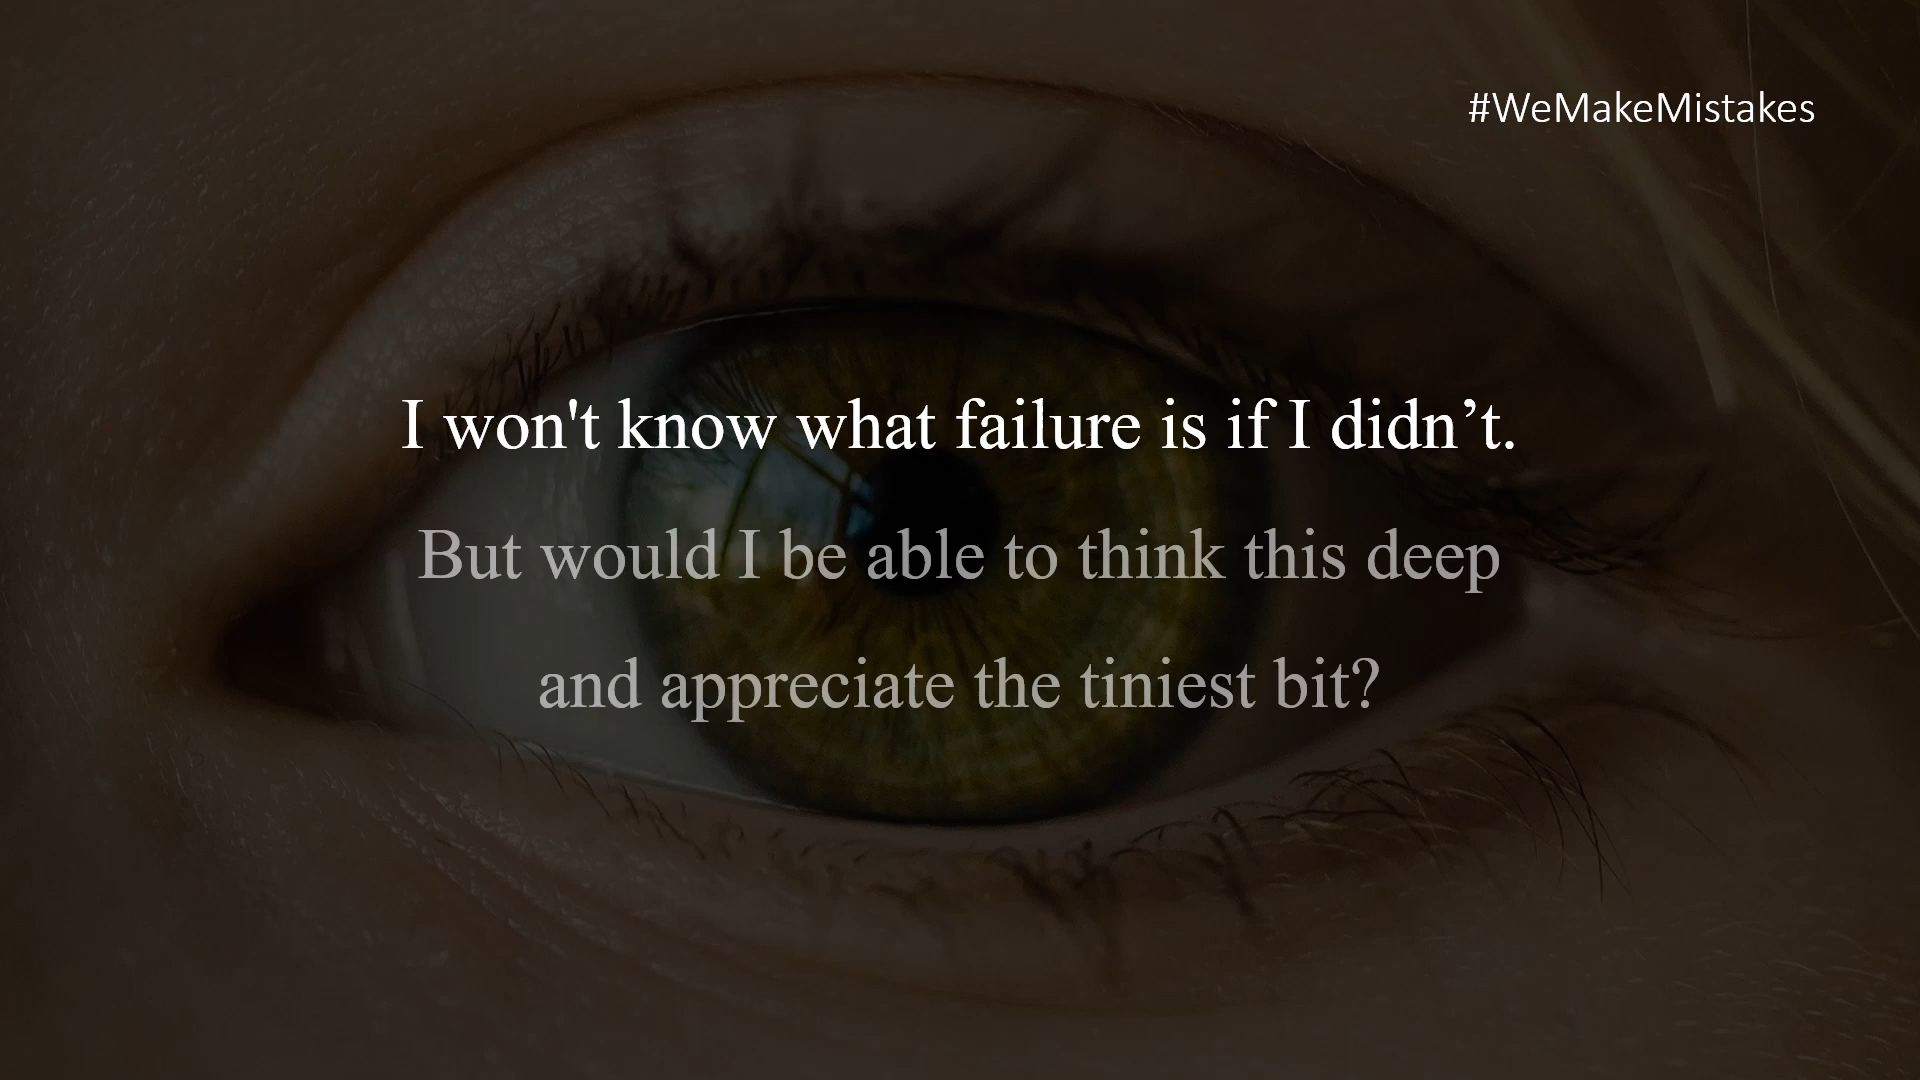 #WeMakeMistakes
I won't know what failure is if I didn’t.
But would I be able to think this deep
and appreciate the tiniest bit?